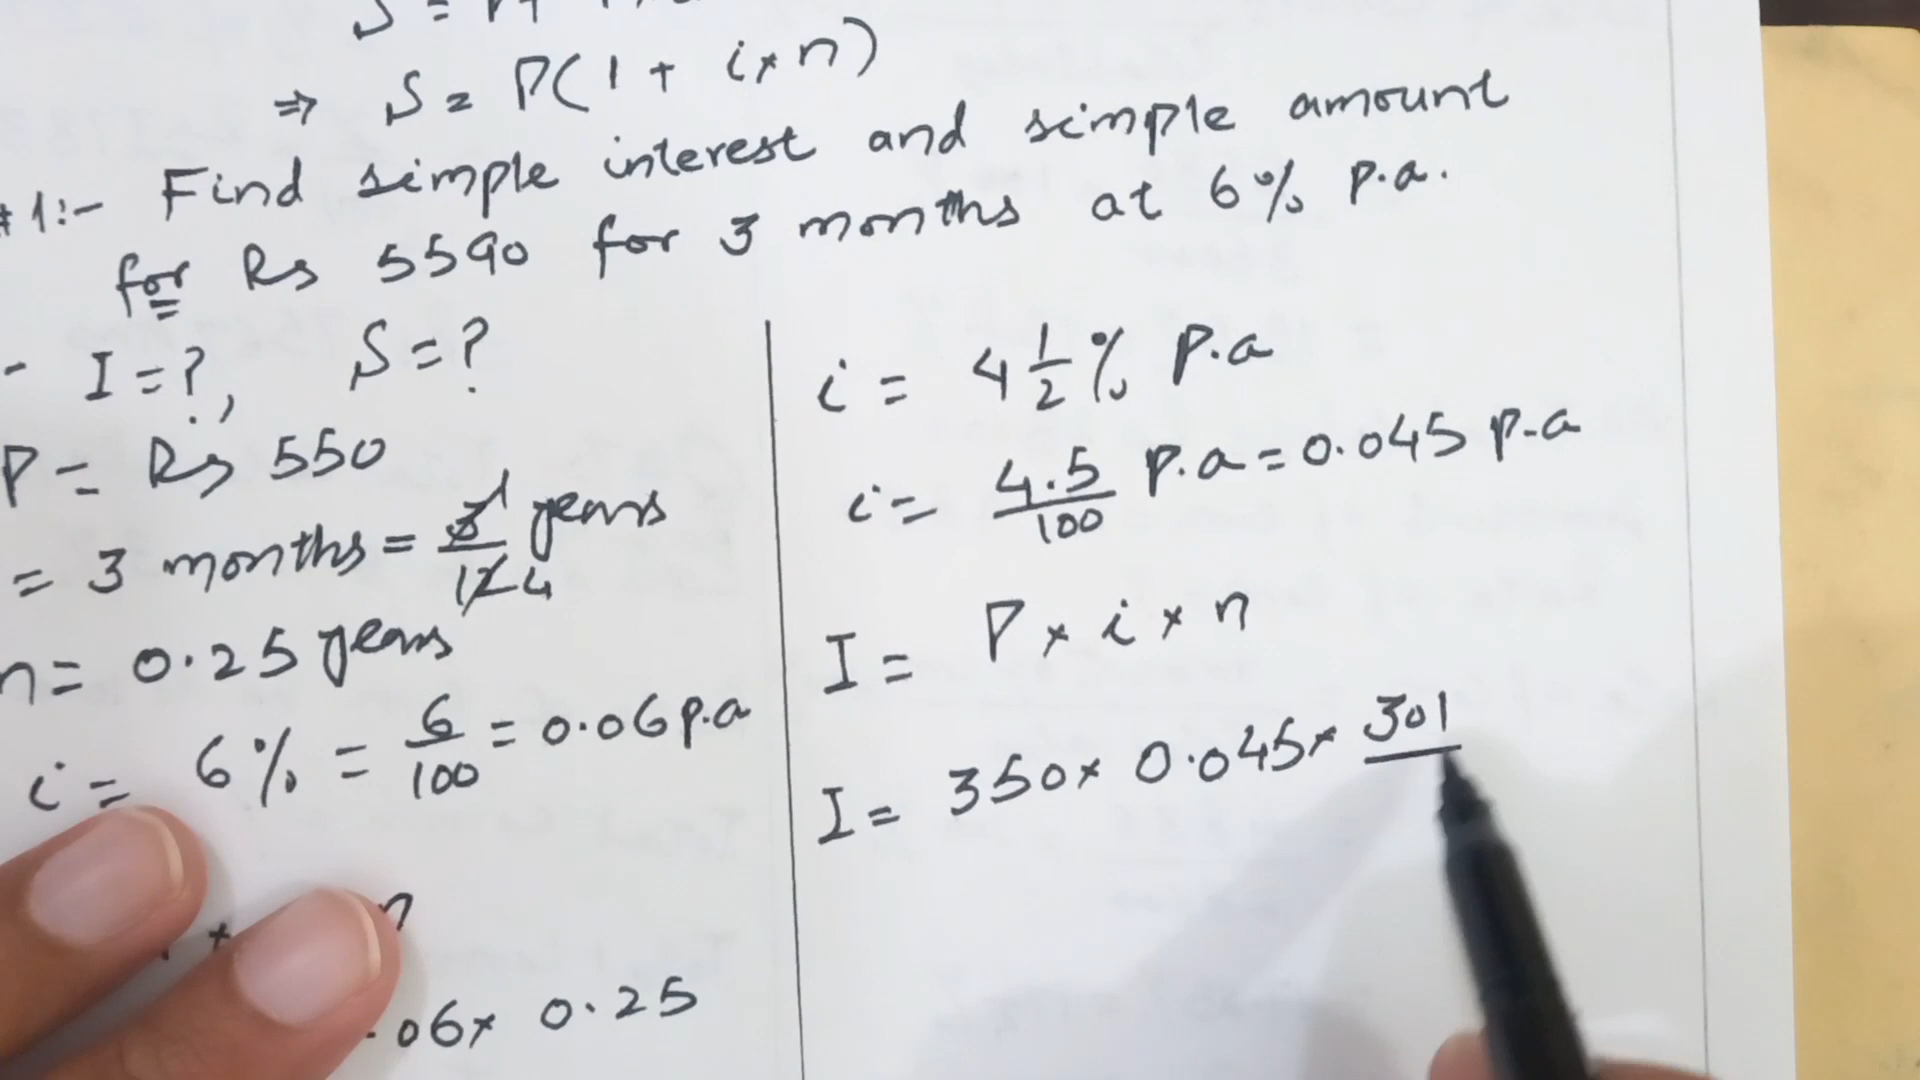 ⇒ S = P(1 + i×n)
#1:- Find simple interest and simple amount
for Rs 5590 for 3 months at 6% p.a.
- I = ?, S = ?
P = Rs 550
= 3 months = 3/12 1/4 years
n = 0.25 years
i = 6% = 6/100 = 0.06 p.a
n
.06× 0.25
i = 4 1/2 % p.a
i = 4.5/100 p.a = 0.045 p.a
I = P × i × n
I = 350× 0.045× 301